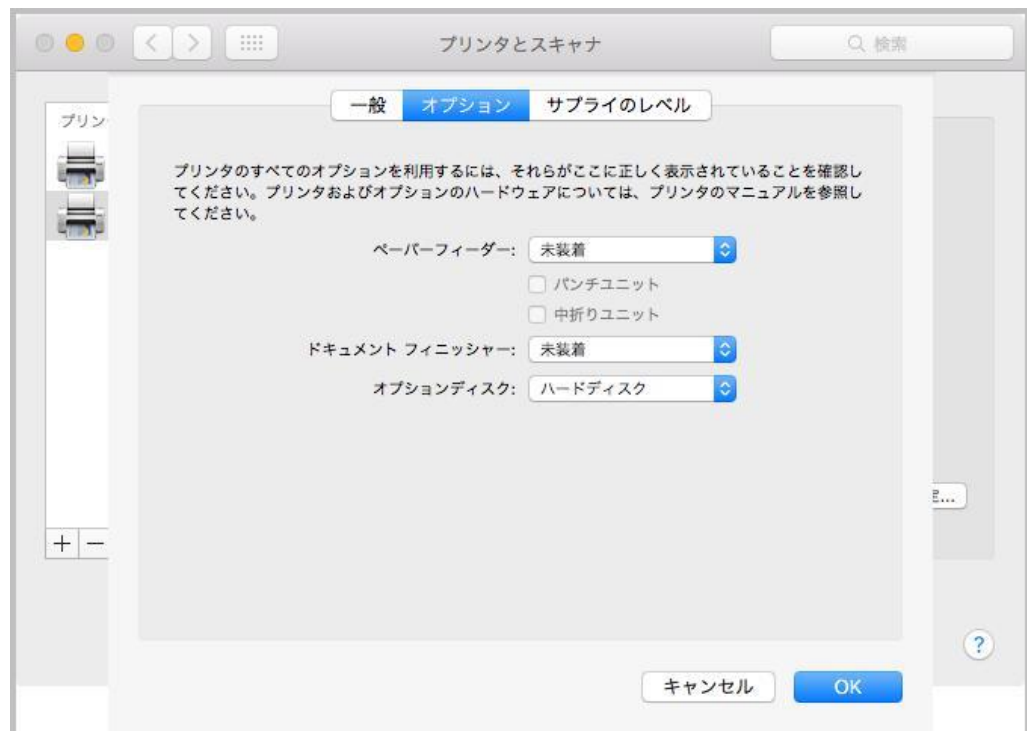 プリンタとスキャナ
検索
プリン
一般 オプション サプライのレベル
プリンタのすべてのオプションを利用するには、それらがここに正しく表示されていることを確認し
てください。プリンタおよびオプションのハードウェアについては、プリンタのマニュアルを参照し
てください。
ペーパーフィーダー: 未装着
パンチユニット
中折りユニット
ドキュメント フィニッシャー: 未装着
オプションディスク: ハードディスク
定...
+ −
?
キャンセル OK